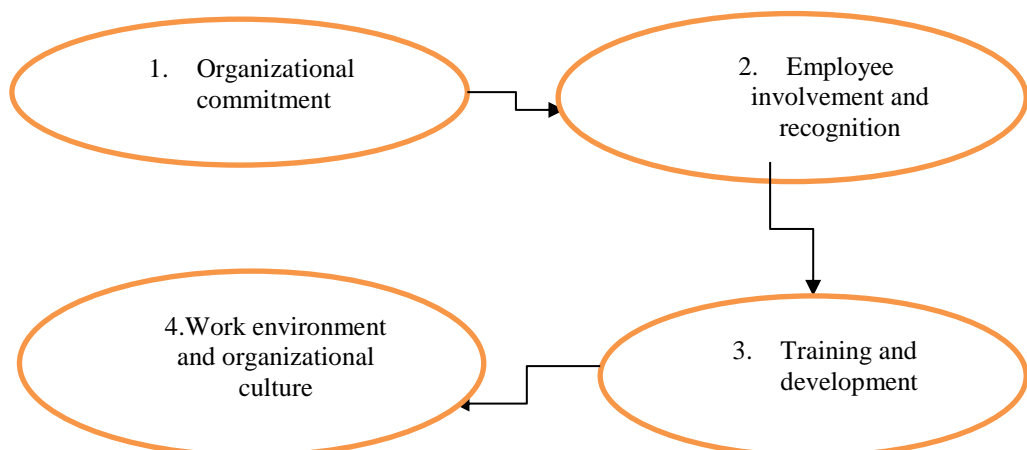 1. Organizational
commitment
2. Employee
involvement and
recognition
3. Training and
development
4.Work environment
and organizational
culture